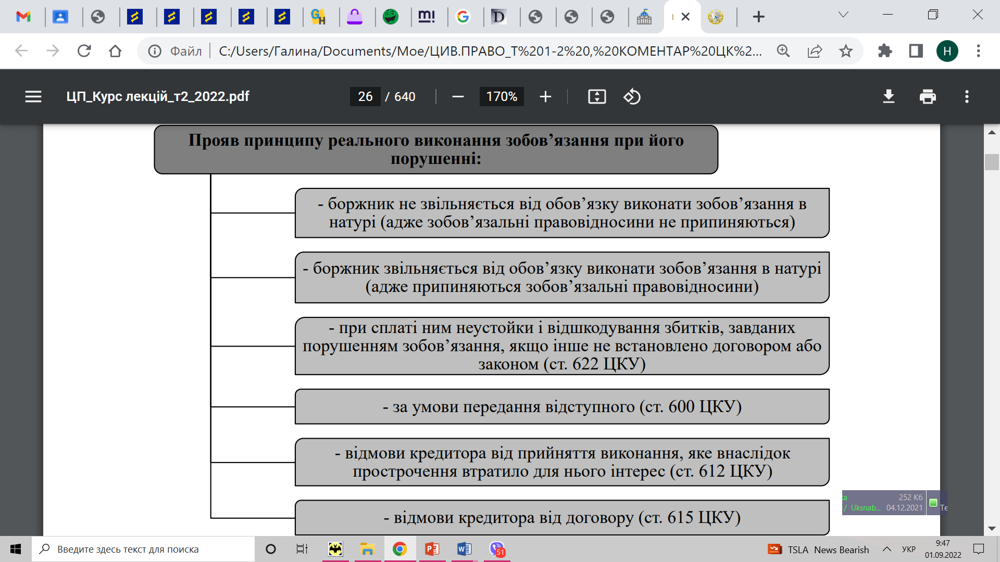 Файл
C:/Users/Галина/Documents/Мое/ЦИВ.ПРАВО_Т%201-2%20,%20КОМЕНТАР%20ЦК%2...
Н
ЦП_Курс лекцій_т2_2022.pdf
26 / 640
170%
Прояв принципу реального виконання зобов’язання при його
порушенні:
- боржник не звільняється від обов’язку виконати зобов’язання в
натурі (адже зобов’язальні правовідносини не припиняються)
- боржник звільняється від обов’язку виконати зобов’язання в натурі
(адже припиняються зобов’язальні правовідносини)
- при сплаті ним неустойки і відшкодування збитків, завданих
порушенням зобов’язання, якщо інше не встановлено договором або
законом (ст. 622 ЦКУ)
- за умови передання відступного (ст. 600 ЦКУ)
- відмови кредитора від прийняття виконання, яке внаслідок
прострочення втратило для нього інтерес (ст. 612 ЦКУ)
- відмови кредитора від договору (ст. 615 ЦКУ)
252 Кб
/ Uksnab... 04.12.2021
Те
Введите здесь текст для поиска
51
TSLA News Bearish
УКР
9:47
01.09.2022